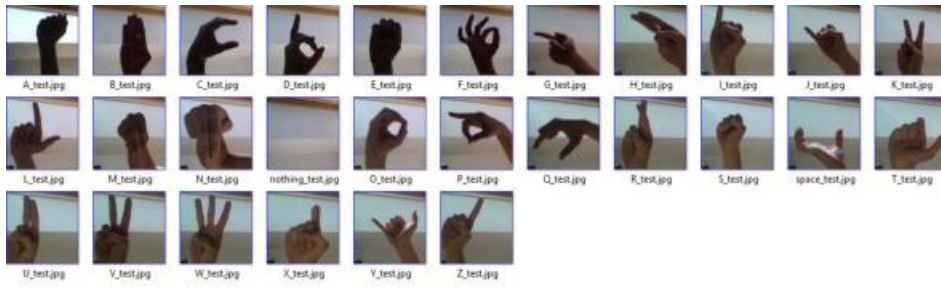 A_test.jpg B_test.jpg C_test.jpg D_test.jpg E_test.jpg F_test.jpg G_test.jpg H_test.jpg I_test.jpg J_test.jpg K_test.jpg
L_test.jpg M_test.jpg N_test.jpg nothing_test.jpg O_test.jpg P_test.jpg Q_test.jpg R_test.jpg S_test.jpg space_test.jpg T_test.jpg
U_test.jpg V_test.jpg W_test.jpg X_test.jpg Y_test.jpg Z_test.jpg